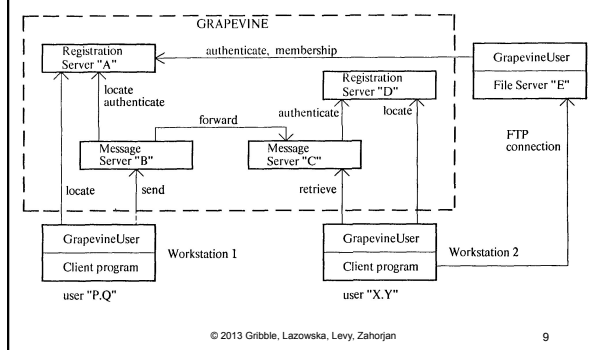 GRAPEVINE
Registration
Server "A"
authenticate, membership
GrapevineUser
File Server "E"
Registration
Server "D"
locate
authenticate
forward
authenticate
locate
FTP
connection
Message
Server "B"
Message
Server "C"
locate
send
retrieve
GrapevineUser
Client program
Workstation 1
user "P.Q"
GrapevineUser
Client program
Workstation 2
user "X.Y"
© 2013 Gribble, Lazowska, Levy, Zahorjan
9